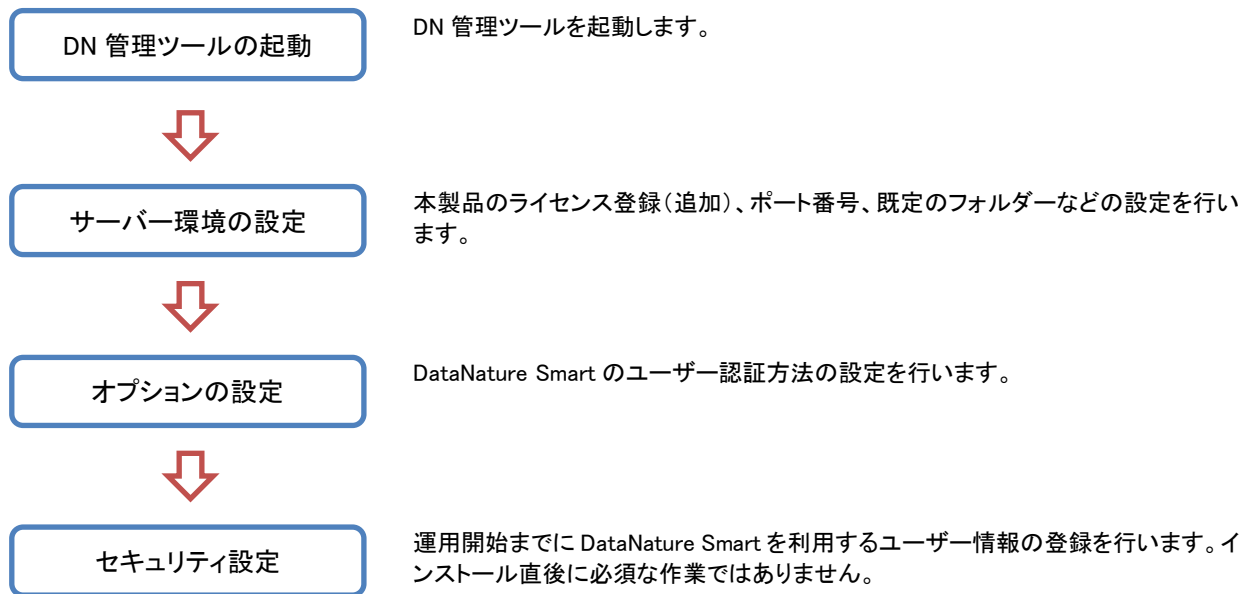 DN 管理ツールの起動
DN 管理ツールを起動します。
サーバー環境の設定
本製品のライセンス登録（追加）、ポート番号、既定のフォルダーなどの設定を行い
ます。
オプションの設定
DataNature Smart のユーザー認証方法の設定を行います。
セキュリティ設定
運用開始までに DataNature Smart を利用するユーザー情報の登録を行います。イ
ンストール直後に必須な作業ではありません。